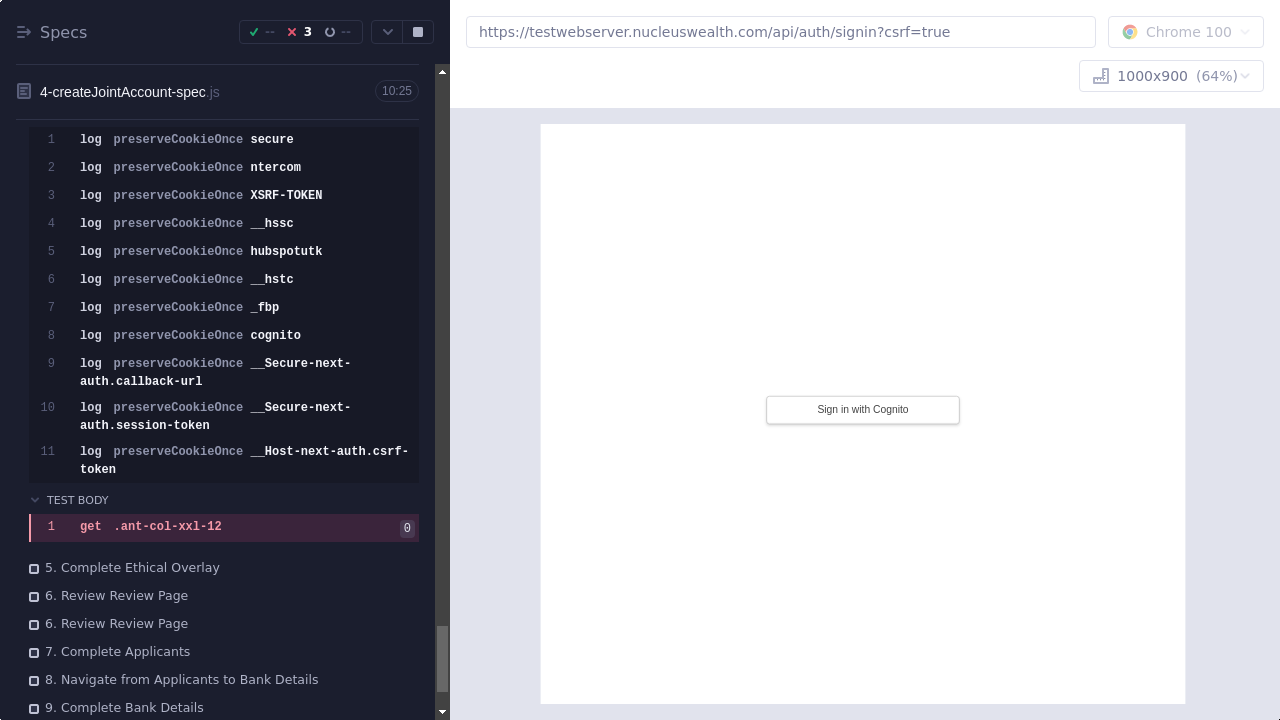 Specs
-- 3 --
https://testwebserver.nucleuswealth.com/api/auth/signin?csrf=true
Chrome 100
1000x900 (64%)
4-createJointAccount-spec.js
10:25
1 log preserveCookieOnce secure
2 log preserveCookieOnce ntercom
3 log preserveCookieOnce XSRF-TOKEN
4 log preserveCookieOnce __hssc
5 log preserveCookieOnce hubspotutk
6 log preserveCookieOnce __hstc
7 log preserveCookieOnce _fbp
8 log preserveCookieOnce cognito
9 log preserveCookieOnce __Secure-next-
auth.callback-url
10 log preserveCookieOnce __Secure-next-
auth.session-token
11 log preserveCookieOnce __Host-next-auth.csrf-
token
TEST BODY
1 get .ant-col-xxl-12 0
5. Complete Ethical Overlay
6. Review Review Page
6. Review Review Page
7. Complete Applicants
8. Navigate from Applicants to Bank Details
9. Complete Bank Details
Sign in with Cognito